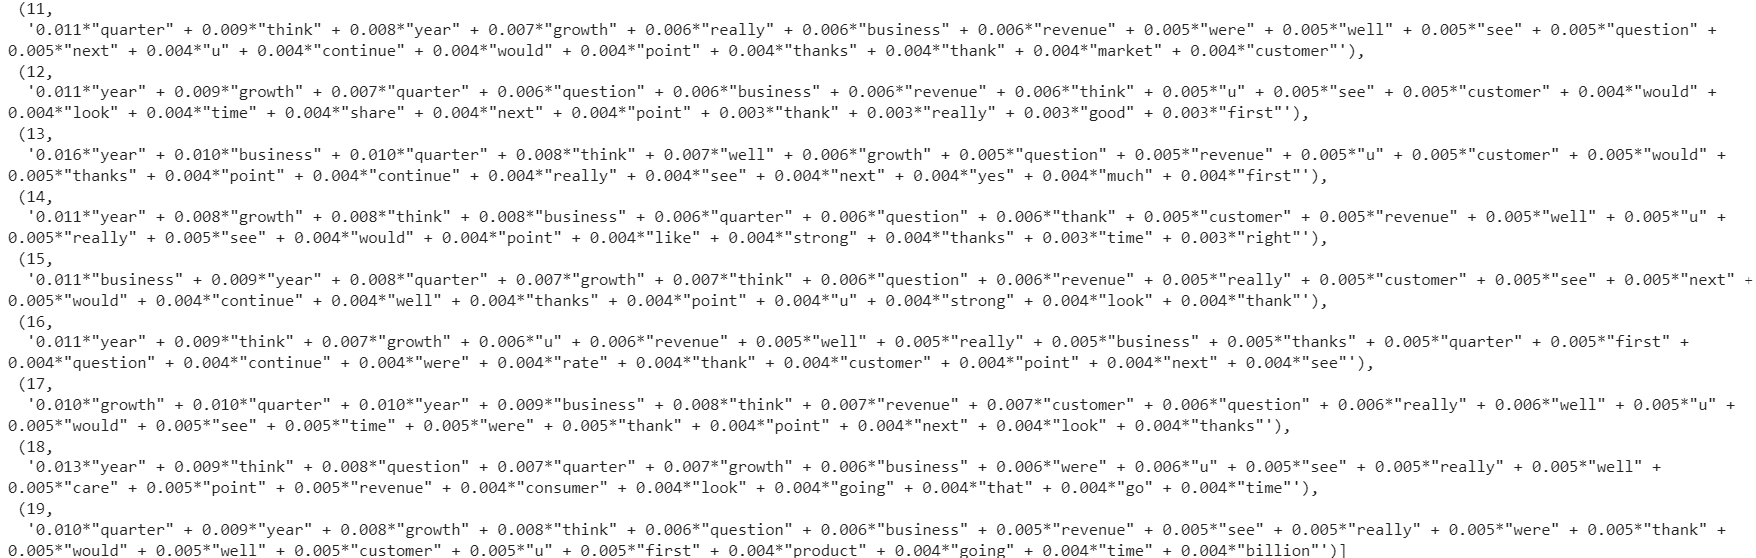 (11,
'0.011*"quarter" + 0.009*"think" + 0.008*"year" + 0.007*"growth" + 0.006*"really" + 0.006*"business" + 0.006*"revenue" + 0.005*"were" + 0.005*"well" + 0.005*"see" + 0.005*"question" +
0.005*"next" + 0.004*"u" + 0.004*"continue" + 0.004*"would" + 0.004*"point" + 0.004*"thanks" + 0.004*"thank" + 0.004*"market" + 0.004*"customer"'),
(12,
'0.011*"year" + 0.009*"growth" + 0.007*"quarter" + 0.006*"question" + 0.006*"business" + 0.006*"revenue" + 0.006*"think" + 0.005*"u" + 0.005*"see" + 0.005*"customer" + 0.004*"would" +
0.004*"look" + 0.004*"time" + 0.004*"share" + 0.004*"next" + 0.004*"point" + 0.003*"thank" + 0.003*"really" + 0.003*"good" + 0.003*"first"'),
(13,
'0.016*"year" + 0.010*"business" + 0.010*"quarter" + 0.008*"think" + 0.007*"well" + 0.006*"growth" + 0.005*"question" + 0.005*"revenue" + 0.005*"u" + 0.005*"customer" + 0.005*"would" +
0.005*"thanks" + 0.004*"point" + 0.004*"continue" + 0.004*"really" + 0.004*"see" + 0.004*"next" + 0.004*"yes" + 0.004*"much" + 0.004*"first"'),
(14,
'0.011*"year" + 0.008*"growth" + 0.008*"think" + 0.008*"business" + 0.006*"quarter" + 0.006*"question" + 0.006*"thank" + 0.005*"customer" + 0.005*"revenue" + 0.005*"well" + 0.005*"u" +
0.005*"really" + 0.005*"see" + 0.004*"would" + 0.004*"point" + 0.004*"like" + 0.004*"strong" + 0.004*"thanks" + 0.003*"time" + 0.003*"right"'),
(15,
'0.011*"business" + 0.009*"year" + 0.008*"quarter" + 0.007*"growth" + 0.007*"think" + 0.006*"question" + 0.006*"revenue" + 0.005*"really" + 0.005*"customer" + 0.005*"see" + 0.005*"next" +
0.005*"would" + 0.004*"continue" + 0.004*"well" + 0.004*"thanks" + 0.004*"point" + 0.004*"u" + 0.004*"strong" + 0.004*"look" + 0.004*"thank"'),
(16,
'0.011*"year" + 0.009*"think" + 0.007*"growth" + 0.006*"u" + 0.006*"revenue" + 0.005*"well" + 0.005*"really" + 0.005*"business" + 0.005*"thanks" + 0.005*"quarter" + 0.005*"first" +
0.004*"question" + 0.004*"continue" + 0.004*"were" + 0.004*"rate" + 0.004*"thank" + 0.004*"customer" + 0.004*"point" + 0.004*"next" + 0.004*"see"'),
(17,
'0.010*"growth" + 0.010*"quarter" + 0.010*"year" + 0.009*"business" + 0.008*"think" + 0.007*"revenue" + 0.007*"customer" + 0.006*"question" + 0.006*"really" + 0.006*"well" + 0.005*"u" +
0.005*"would" + 0.005*"see" + 0.005*"time" + 0.005*"were" + 0.005*"thank" + 0.004*"point" + 0.004*"next" + 0.004*"look" + 0.004*"thanks"'),
(18,
'0.013*"year" + 0.009*"think" + 0.008*"question" + 0.007*"quarter" + 0.007*"growth" + 0.006*"business" + 0.006*"were" + 0.006*"u" + 0.005*"see" + 0.005*"really" + 0.005*"well" +
0.005*"care" + 0.005*"point" + 0.005*"revenue" + 0.004*"consumer" + 0.004*"look" + 0.004*"going" + 0.004*"that" + 0.004*"go" + 0.004*"time"'),
(19,
'0.010*"quarter" + 0.009*"year" + 0.008*"growth" + 0.008*"think" + 0.006*"question" + 0.006*"business" + 0.005*"revenue" + 0.005*"see" + 0.005*"really" + 0.005*"were" + 0.005*"thank" +
0.005*"would" + 0.005*"well" + 0.005*"customer" + 0.005*"u" + 0.005*"first" + 0.004*"product" + 0.004*"going" + 0.004*"time" + 0.004*"billion"')]